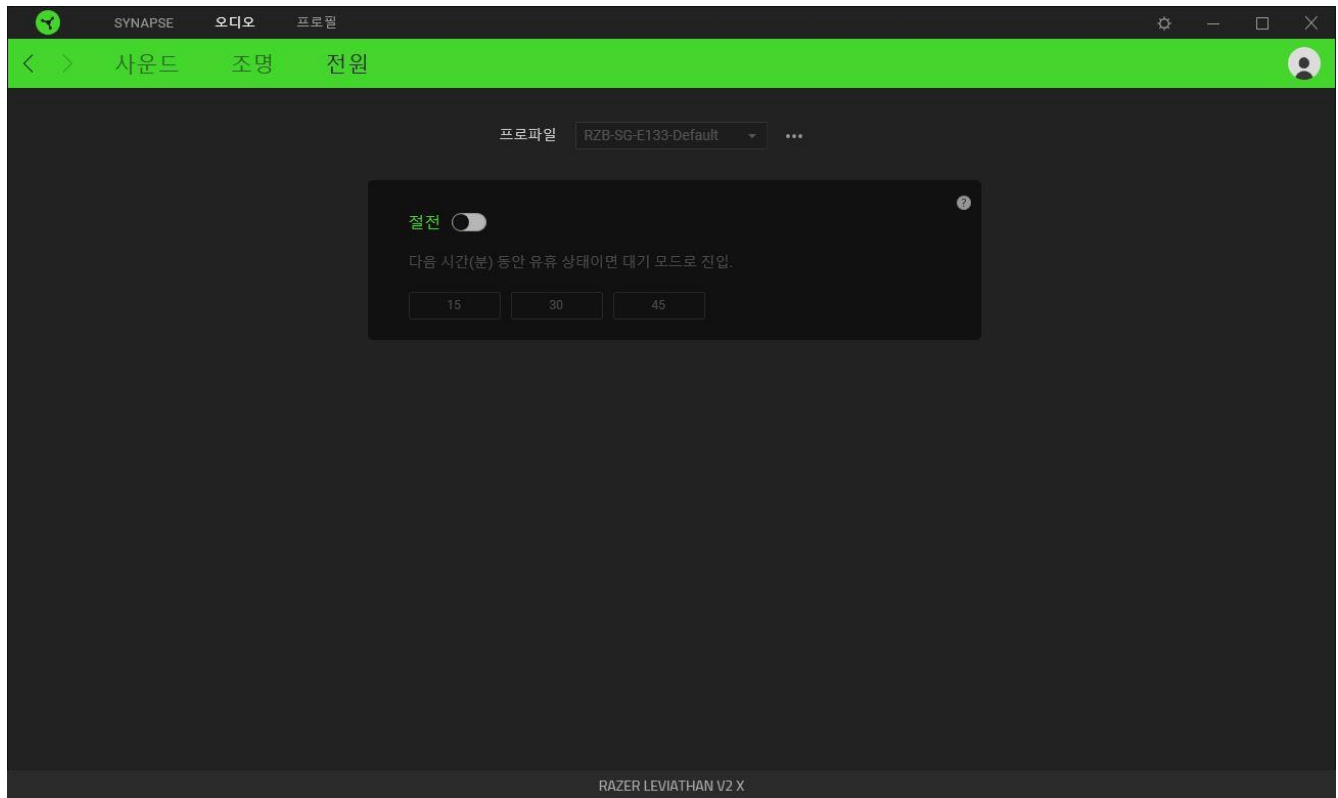 SYNAPSE 오디오 프로필
사운드 조명 전원
프로파일 RZB-SG-E133-Default
절전
다음 시간(분) 동안 유휴 상태이면 대기 모드로 진입.
15 30 45
RAZER LEVIATHAN V2 X